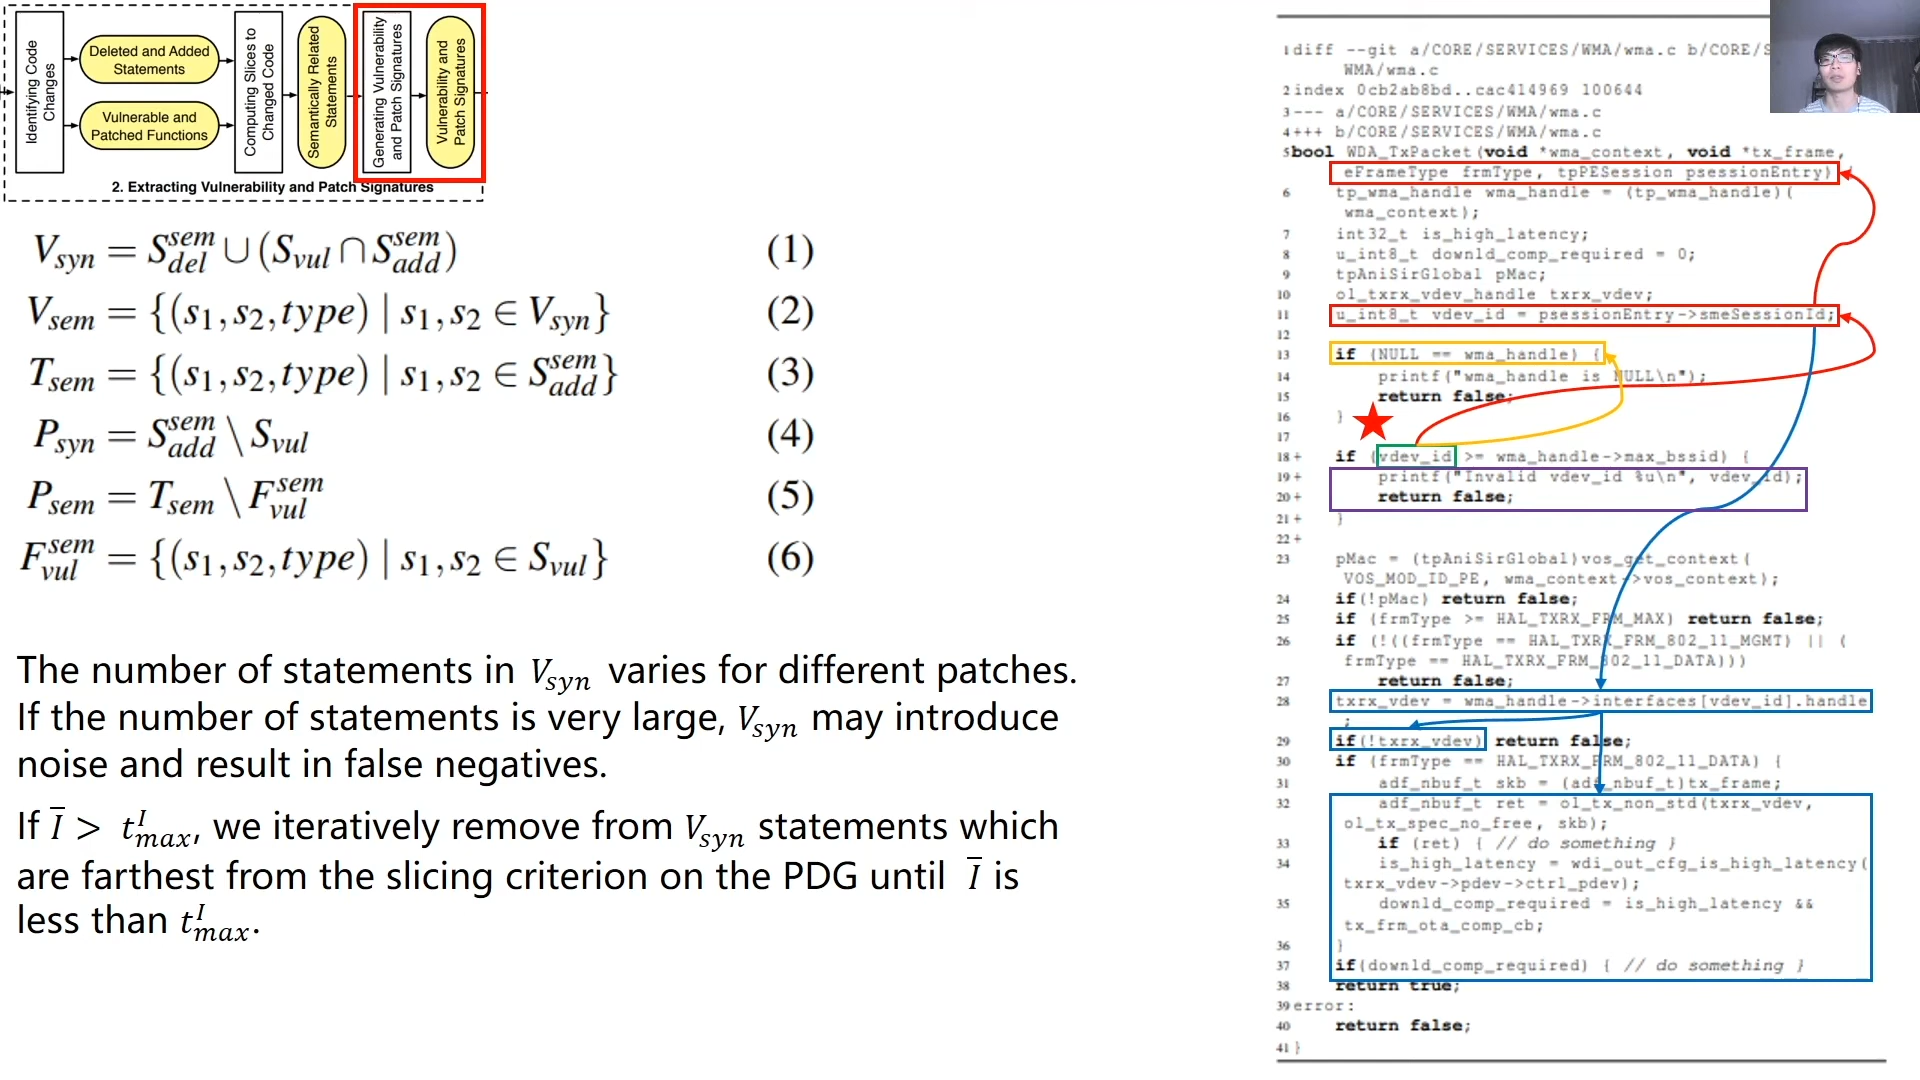 Identifying Code
Changes
Deleted and Added
Statements
Vulnerable and
Patched Functions
Computing Slices to
Changed Code
Semantically Related
Statements
Generating Vulnerability
and Patch Signatures
Vulnerability and
Patch Signatures
2. Extracting Vulnerability and Patch Signatures
V_syn = S_del^sem ∪ (S_vul ∩ S_add^sem) (1)
V_sem = {(s₁, s₂, type) | s₁, s₂ ∈ V_syn} (2)
T_sem = {(s₁, s₂, type) | s₁, s₂ ∈ S_add^sem} (3)
P_syn = S_add^sem \ S_vul (4)
P_sem = T_sem \ F_vul^sem (5)
F_vul^sem = {(s₁, s₂, type) | s₁, s₂ ∈ S_vul} (6)
The number of statements in V_syn varies for different patches.
If the number of statements is very large, V_syn may introduce
noise and result in false negatives.
If Ī > t_max^I, we iteratively remove from V_syn statements which
are farthest from the slicing criterion on the PDG until Ī is
less than t_max^I.
1 diff --git a/CORE/SERVICES/WMA/wma.c b/CORE/S
WMA/wma.c
2 index 0cb2ab8bd..cac414969 100644
3 --- a/CORE/SERVICES/WMA/wma.c
4 +++ b/CORE/SERVICES/WMA/wma.c
5 bool WDA_TxPacket(void *wma_context, void *tx_frame,
eFrameType frmType, tpPESession psessionEntry) {
6 tp_wma_handle wma_handle = (tp_wma_handle)(
wma_context);
7 int32_t is_high_latency;
8 u_int8_t downld_comp_required = 0;
9 tpAniSirGlobal pMac;
10 ol_txrx_vdev_handle txrx_vdev;
11 u_int8_t vdev_id = psessionEntry->smeSessionId;
12
13 if (NULL == wma_handle) {
14 printf("wma_handle is NULL\n");
15 return false;
16 }
17
18 + if (vdev_id >= wma_handle->max_bssid) {
19 + printf("Invalid vdev_id %u\n", vdev_id);
20 + return false;
21 + }
22 +
23 pMac = (tpAniSirGlobal)vos_get_context(
VOS_MOD_ID_PE, wma_context->vos_context);
24 if(!pMac) return false;
25 if (frmType >= HAL_TXRX_FRM_MAX) return false;
26 if (!((frmType == HAL_TXRX_FRM_802_11_MGMT) || (
frmType == HAL_TXRX_FRM_802_11_DATA)))
27 return false;
28 txrx_vdev = wma_handle->interfaces[vdev_id].handle
;
29 if(!txrx_vdev) return false;
30 if (frmType == HAL_TXRX_FRM_802_11_DATA) {
31 adf_nbuf_t skb = (adf_nbuf_t)tx_frame;
32 adf_nbuf_t ret = ol_tx_non_std(txrx_vdev,
ol_tx_spec_no_free, skb);
33 if (ret) { // do something }
34 is_high_latency = wdi_out_cfg_is_high_latency(
txrx_vdev->pdev->ctrl_pdev);
35 downld_comp_required = is_high_latency &&
tx_frm_ota_comp_cb;
36 }
37 if(downld_comp_required) { // do something }
38 return true;
39 error:
40 return false;
41 }